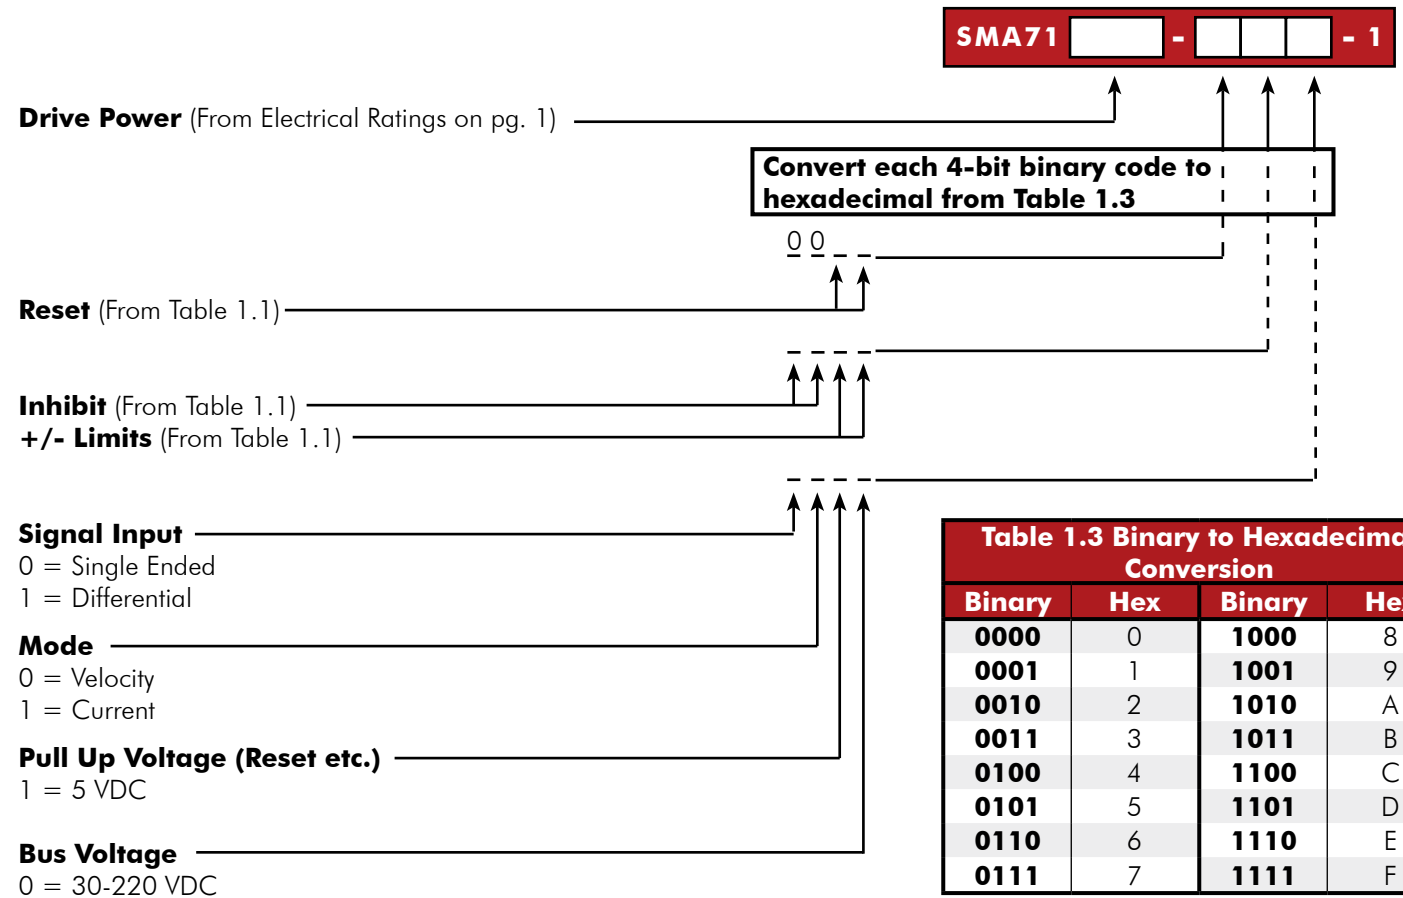 SMA71 - - 1
Drive Power (From Electrical Ratings on pg. 1)
Convert each 4-bit binary code to
hexadecimal from Table 1.3
0 0
Reset (From Table 1.1)
Inhibit (From Table 1.1)
+/- Limits (From Table 1.1)
Signal Input
0 = Single Ended
1 = Differential
Mode
0 = Velocity
1 = Current
Pull Up Voltage (Reset etc.)
1 = 5 VDC
Bus Voltage
0 = 30-220 VDC
Table 1.3 Binary to Hexadecima
Conversion
Binary Hex Binary He
0000 0 1000 8
0001 1 1001 9
0010 2 1010 A
0011 3 1011 B
0100 4 1100 C
0101 5 1101 D
0110 6 1110 E
0111 7 1111 F